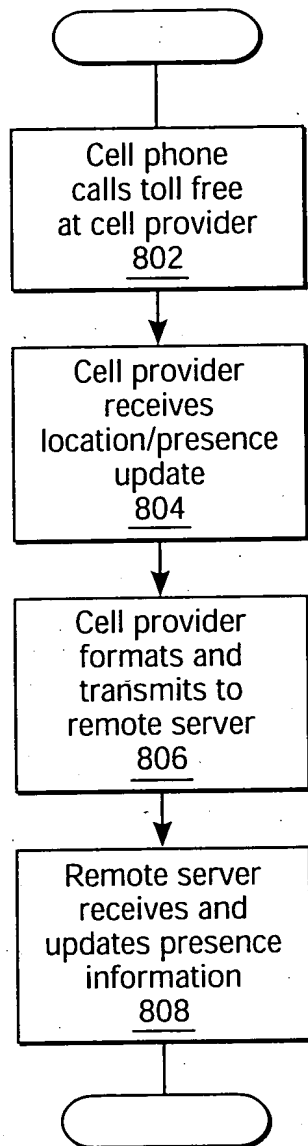 Cell phone
calls toll free
at cell provider
802
Cell provider
receives
location/presence
update
804
Cell provider
formats and
transmits to
remote server
806
Remote server
receives and
updates presence
information
808